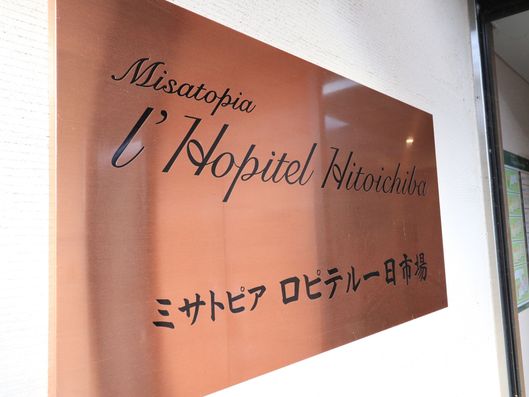 Misatopia
l'Hopitel Hitoichiba
ミサトピア ロピテル一日市場